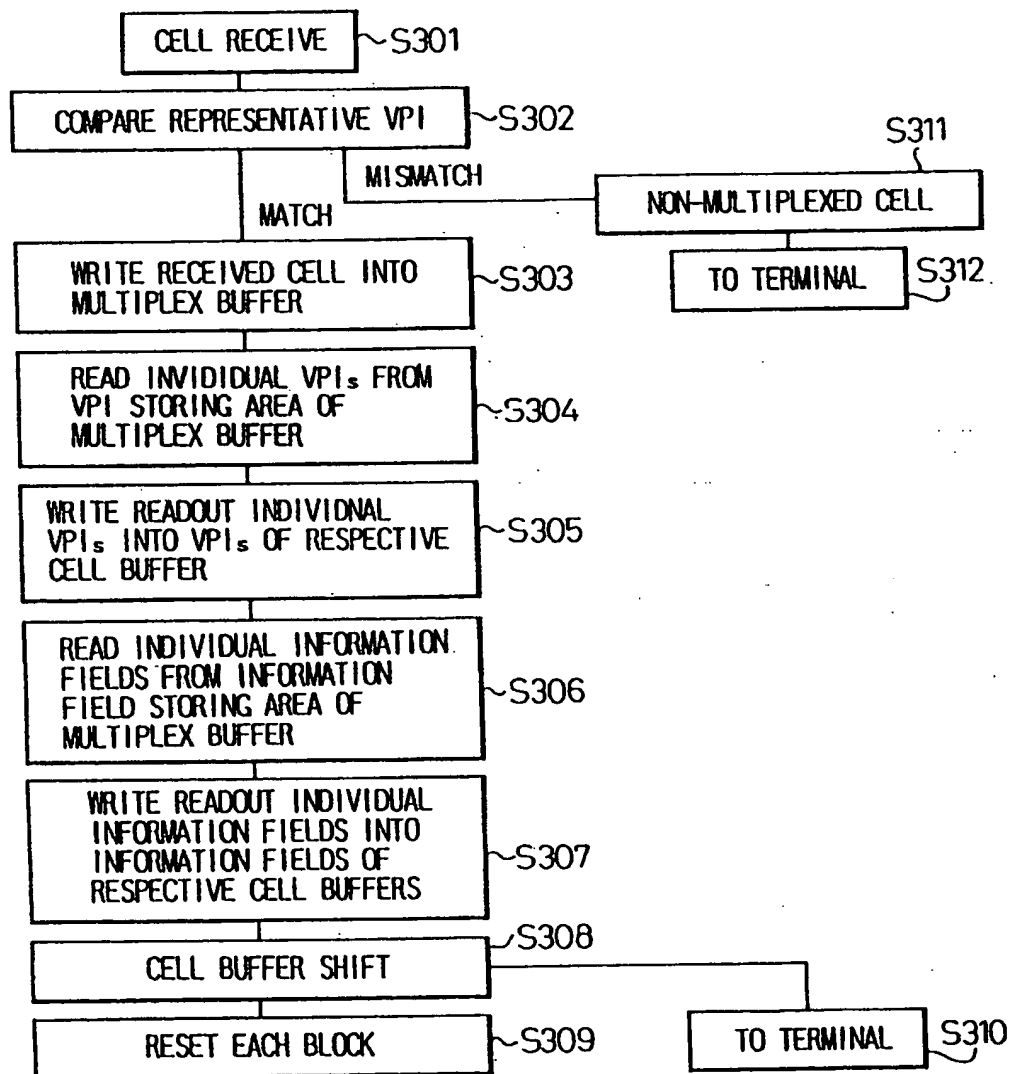 CELL RECEIVE
S301
COMPARE REPRESENTATIVE VPI
S302
MISMATCH
MATCH
S311
NON-MULTIPLEXED CELL
TO TERMINAL
S312
WRITE RECEIVED CELL INTO
MULTIPLEX BUFFER
S303
READ INVIDIDUAL VPIs FROM
VPI STORING AREA OF
MULTIPLEX BUFFER
S304
WRITE READOUT INDIVIDNAL
VPIs INTO VPIs OF RESPECTIVE
CELL BUFFER
S305
READ INDIVIDUAL INFORMATION
FIELDS FROM INFORMATION
FIELD STORING AREA OF
MULTIPLEX BUFFER
S306
WRITE READOUT INDIVIDUAL
INFORMATION FIELDS INTO
INFORMATION FIELDS OF
RESPECTIVE CELL BUFFERS
S307
CELL BUFFER SHIFT
S308
RESET EACH BLOCK
S309
TO TERMINAL
S310